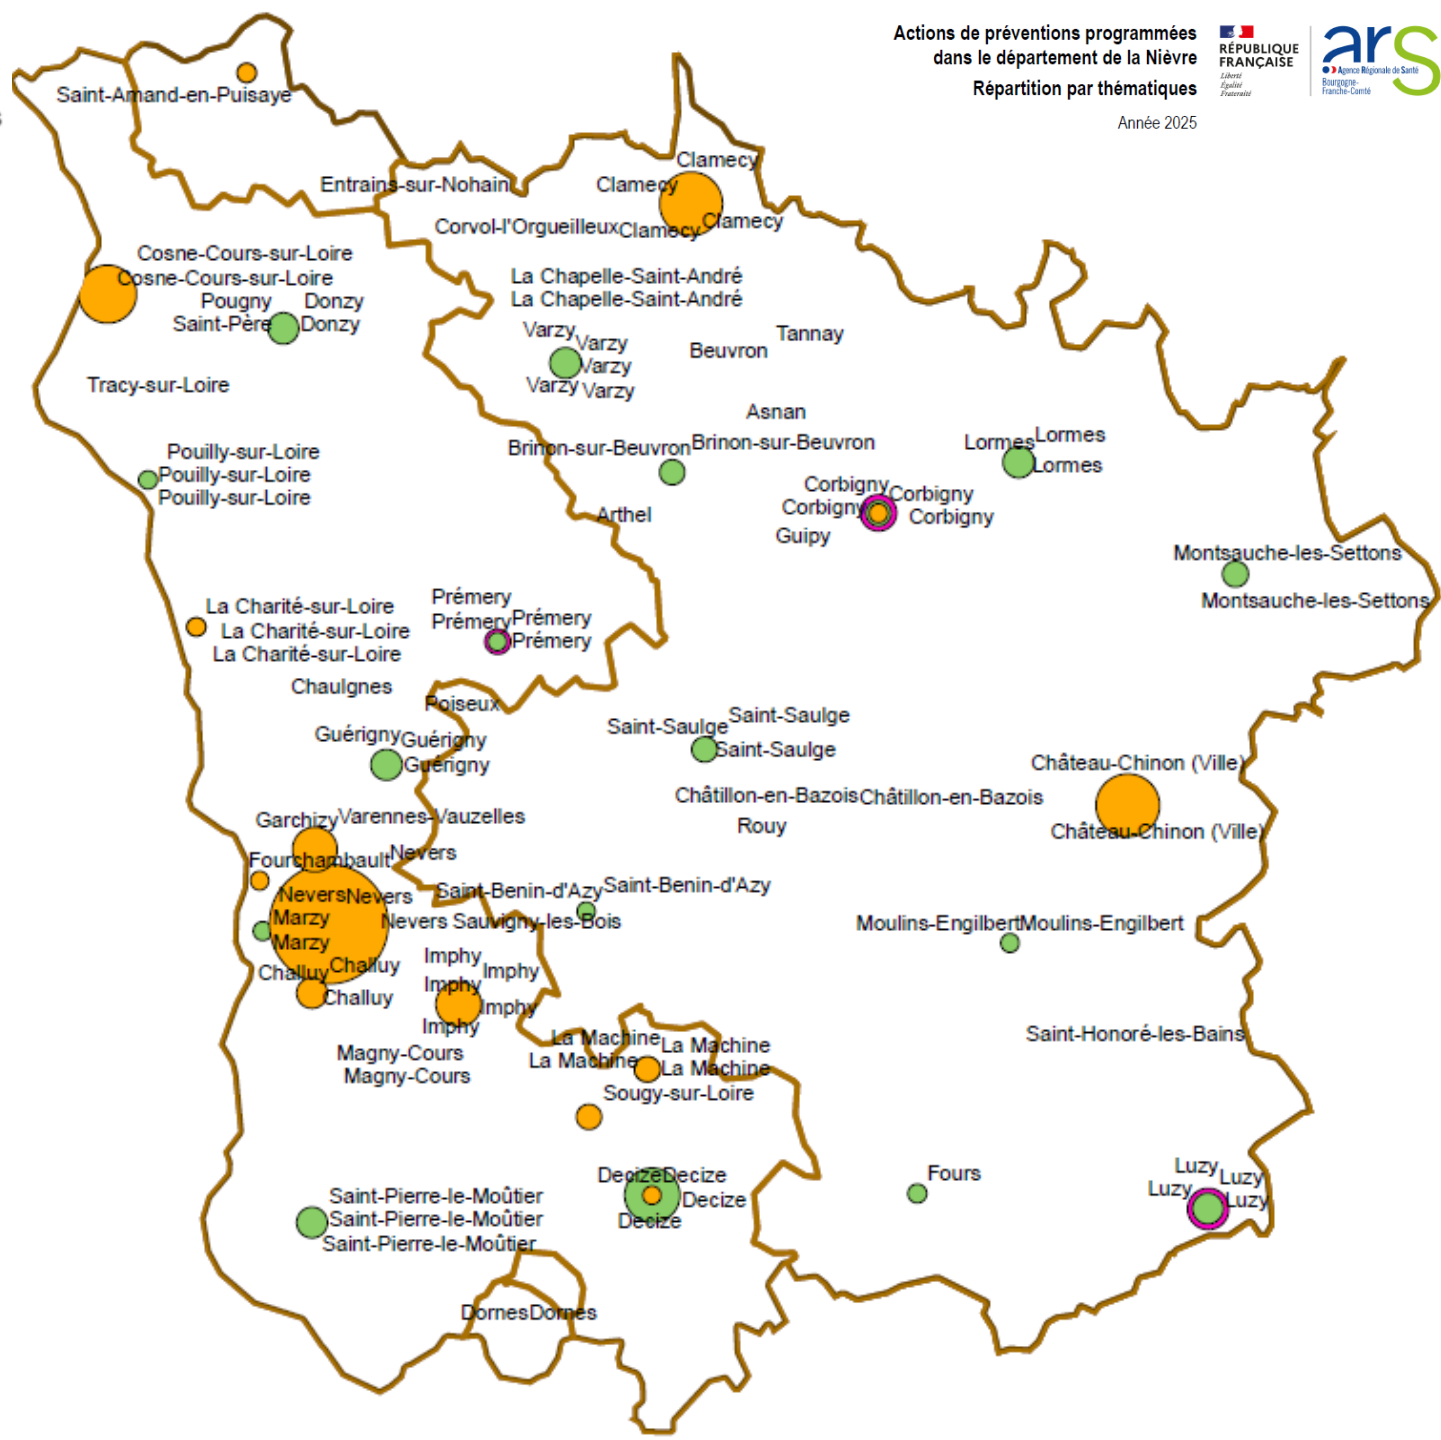 Actions de préventions programmées
dans le département de la Nièvre
Répartition par thématiques
Année 2025
RÉPUBLIQUE
FRANÇAISE
Liberté
Égalité
Fraternité
ars
Agence Régionale de Santé
Bourgogne-
Franche-Comté
Saint-Amand-en-Puisaye
Clamecy
Entrains-sur-Nohain
Clamecy
Clamecy
Corvol-l'Orgueilleux
Clamecy
Cosne-Cours-sur-Loire
Cosne-Cours-sur-Loire
La Chapelle-Saint-André
La Chapelle-Saint-André
Pougny
Donzy
Saint-Père
Donzy
Varzy
Varzy
Varzy
Varzy
Varzy
Tannay
Beuvron
Tracy-sur-Loire
Asnan
Brinon-sur-Beuvron
Brinon-sur-Beuvron
Lormes
Lormes
Lormes
Pouilly-sur-Loire
Pouilly-sur-Loire
Pouilly-sur-Loire
Corbigny
Corbigny
Corbigny
Corbigny
Guipy
Arthel
Montsauche-les-Settons
Montsauche-les-Settons
La Charité-sur-Loire
La Charité-sur-Loire
La Charité-sur-Loire
Prémery
Prémery
Prémery
Prémery
Chaulgnes
Poiseux
Guérigny
Guérigny
Guérigny
Saint-Saulge
Saint-Saulge
Saint-Saulge
Château-Chinon (Ville)
Château-Chinon (Ville)
Châtillon-en-Bazois
Châtillon-en-Bazois
Rouy
Garchizy
Varennes-Vauzelles
Fourchambault
Nevers
Nevers
Nevers
Nevers
Sauvigny-les-Bois
Saint-Benin-d'Azy
Saint-Benin-d'Azy
Marzy
Marzy
Moulins-Engilbert
Moulins-Engilbert
Challuy
Challuy
Challuy
Imphy
Imphy
Imphy
Imphy
Imphy
Magny-Cours
Magny-Cours
La Machine
La Machine
La Machine
La Machine
Saint-Honoré-les-Bains
Sougy-sur-Loire
Decize
Decize
Decize
Decize
Fours
Luzy
Luzy
Luzy
Luzy
Saint-Pierre-le-Moûtier
Saint-Pierre-le-Moûtier
Saint-Pierre-le-Moûtier
Dornes
Dornes